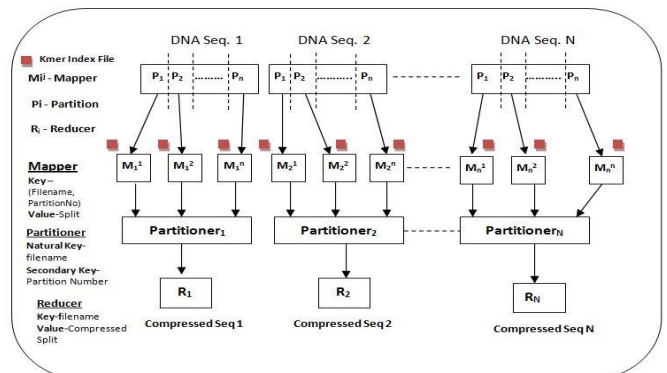 DNA Seq. 1 DNA Seq. 2 DNA Seq. N
Kmer Index File
Miʲ - Mapper
Pi - Partition
Rⱼ - Reducer
P₁ P₂ ......... Pₙ P₁ P₂ ........... Pₙ P₁ P₂ ........... Pₙ
M₁¹ M₁² M₁ⁿ M₂¹ M₂² M₂ⁿ Mₙ¹ Mₙ² Mₙⁿ
Mapper
Key–
(Filename,
PartitionNo)
Value-Split
Partitioner₁ Partitioner₂ Partitionerₙ
Partitioner
Natural Key-
filename
Secondary Key-
Partition Number
R₁ R₂ Rₙ
Reducer
Key-filename
Value-Compressed
Split
Compressed Seq 1 Compressed Seq 2 Compressed Seq N